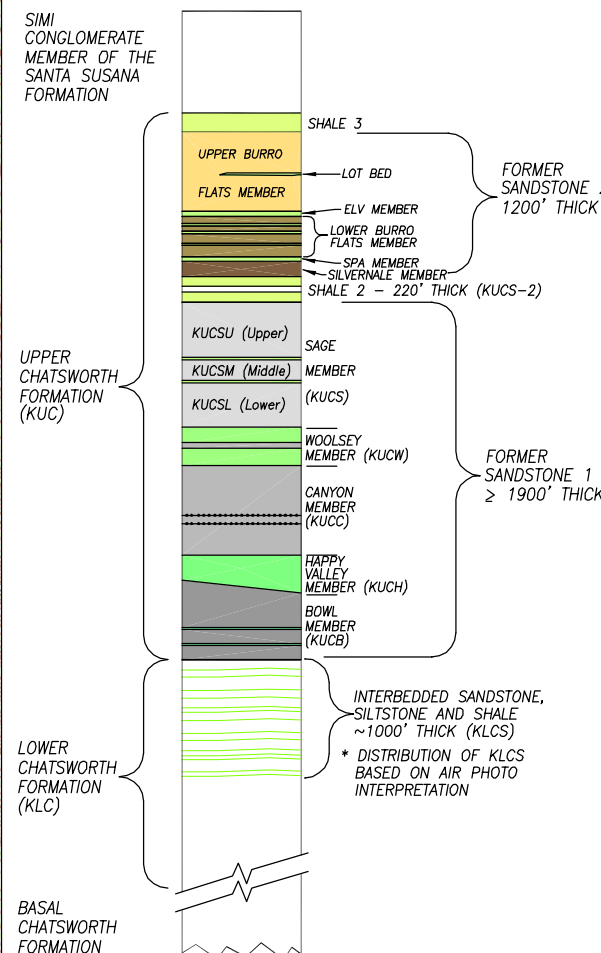 SIMI
CONGLOMERATE
MEMBER OF THE
SANTA SUSANA
FORMATION
SHALE 3
UPPER BURRO
FLATS MEMBER
LOT BED
ELV MEMBER
LOWER BURRO
FLATS MEMBER
SPA MEMBER
SILVERNALE MEMBER
SHALE 2 – 220' THICK (KUCS–2)
FORMER
SANDSTONE
1200' THICK
UPPER
CHATSWORTH
FORMATION
(KUC)
KUCSU (Upper)
KUCSM (Middle)
KUCSL (Lower)
SAGE
MEMBER
(KUCS)
WOOLSEY
MEMBER (KUCW)
CANYON
MEMBER
(KUCC)
HAPPY
VALLEY
MEMBER (KUCH)
BOWL
MEMBER
(KUCB)
FORMER
SANDSTONE 1
≥ 1900' THICK
LOWER
CHATSWORTH
FORMATION
(KLC)
INTERBEDDED SANDSTONE,
SILTSTONE AND SHALE
~1000' THICK (KLCS)
* DISTRIBUTION OF KLCS
BASED ON AIR PHOTO
INTERPRETATION
BASAL
CHATSWORTH
FORMATION